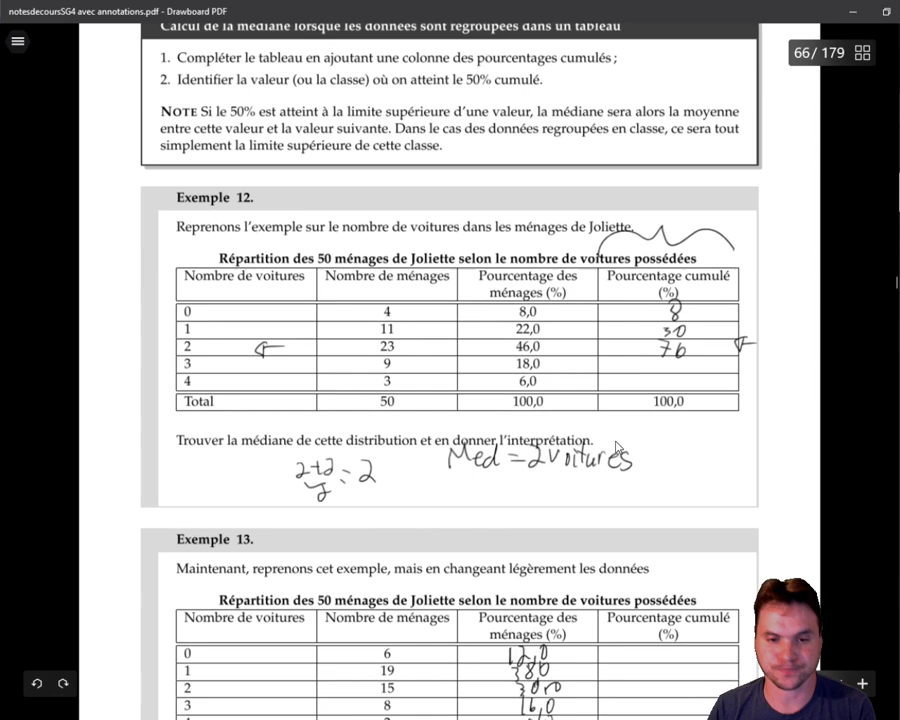 notesdecoursSG4 avec annotations.pdf - Drawboard PDF
66 / 179
Calcul de la médiane lorsque les données sont regroupées dans un tableau
1. Compléter le tableau en ajoutant une colonne des pourcentages cumulés ;
2. Identifier la valeur (ou la classe) où on atteint le 50% cumulé.
NOTE Si le 50% est atteint à la limite supérieure d'une valeur, la médiane sera alors la moyenne
entre cette valeur et la valeur suivante. Dans le cas des données regroupées en classe, ce sera tout
simplement la limite supérieure de cette classe.
Exemple 12.
Reprenons l'exemple sur le nombre de voitures dans les ménages de Joliette.
Répartition des 50 ménages de Joliette selon le nombre de voitures possédées
Nombre de voitures Nombre de ménages Pourcentage des ménages (%) Pourcentage cumulé (%)
0 4 8,0 8
1 11 22,0 30
2 23 46,0 76
3 9 18,0
4 3 6,0
Total 50 100,0 100,0
Trouver la médiane de cette distribution et en donner l'interprétation.
Med = 2 voitures
2+2
2 = 2
Exemple 13.
Maintenant, reprenons cet exemple, mais en changeant légèrement les données
Répartition des 50 ménages de Joliette selon le nombre de voitures possédées
Nombre de voitures Nombre de ménages Pourcentage des ménages (%) Pourcentage cumulé (%)
0 6 12,0
1 19 38,0
2 15 30,0
3 8 16,0